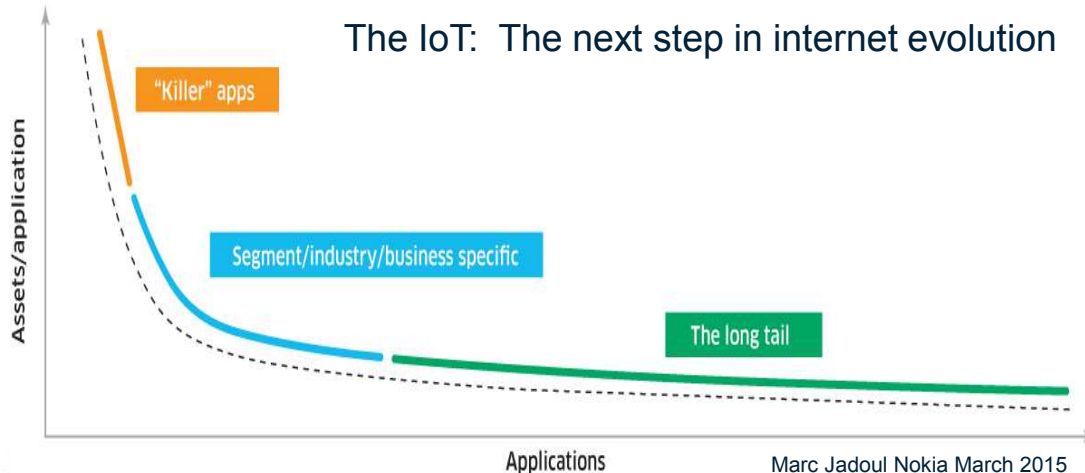 The IoT: The next step in internet evolution
“Killer” apps
Segment/industry/business specific
The long tail
Assets/application
Applications
Marc Jadoul Nokia March 2015